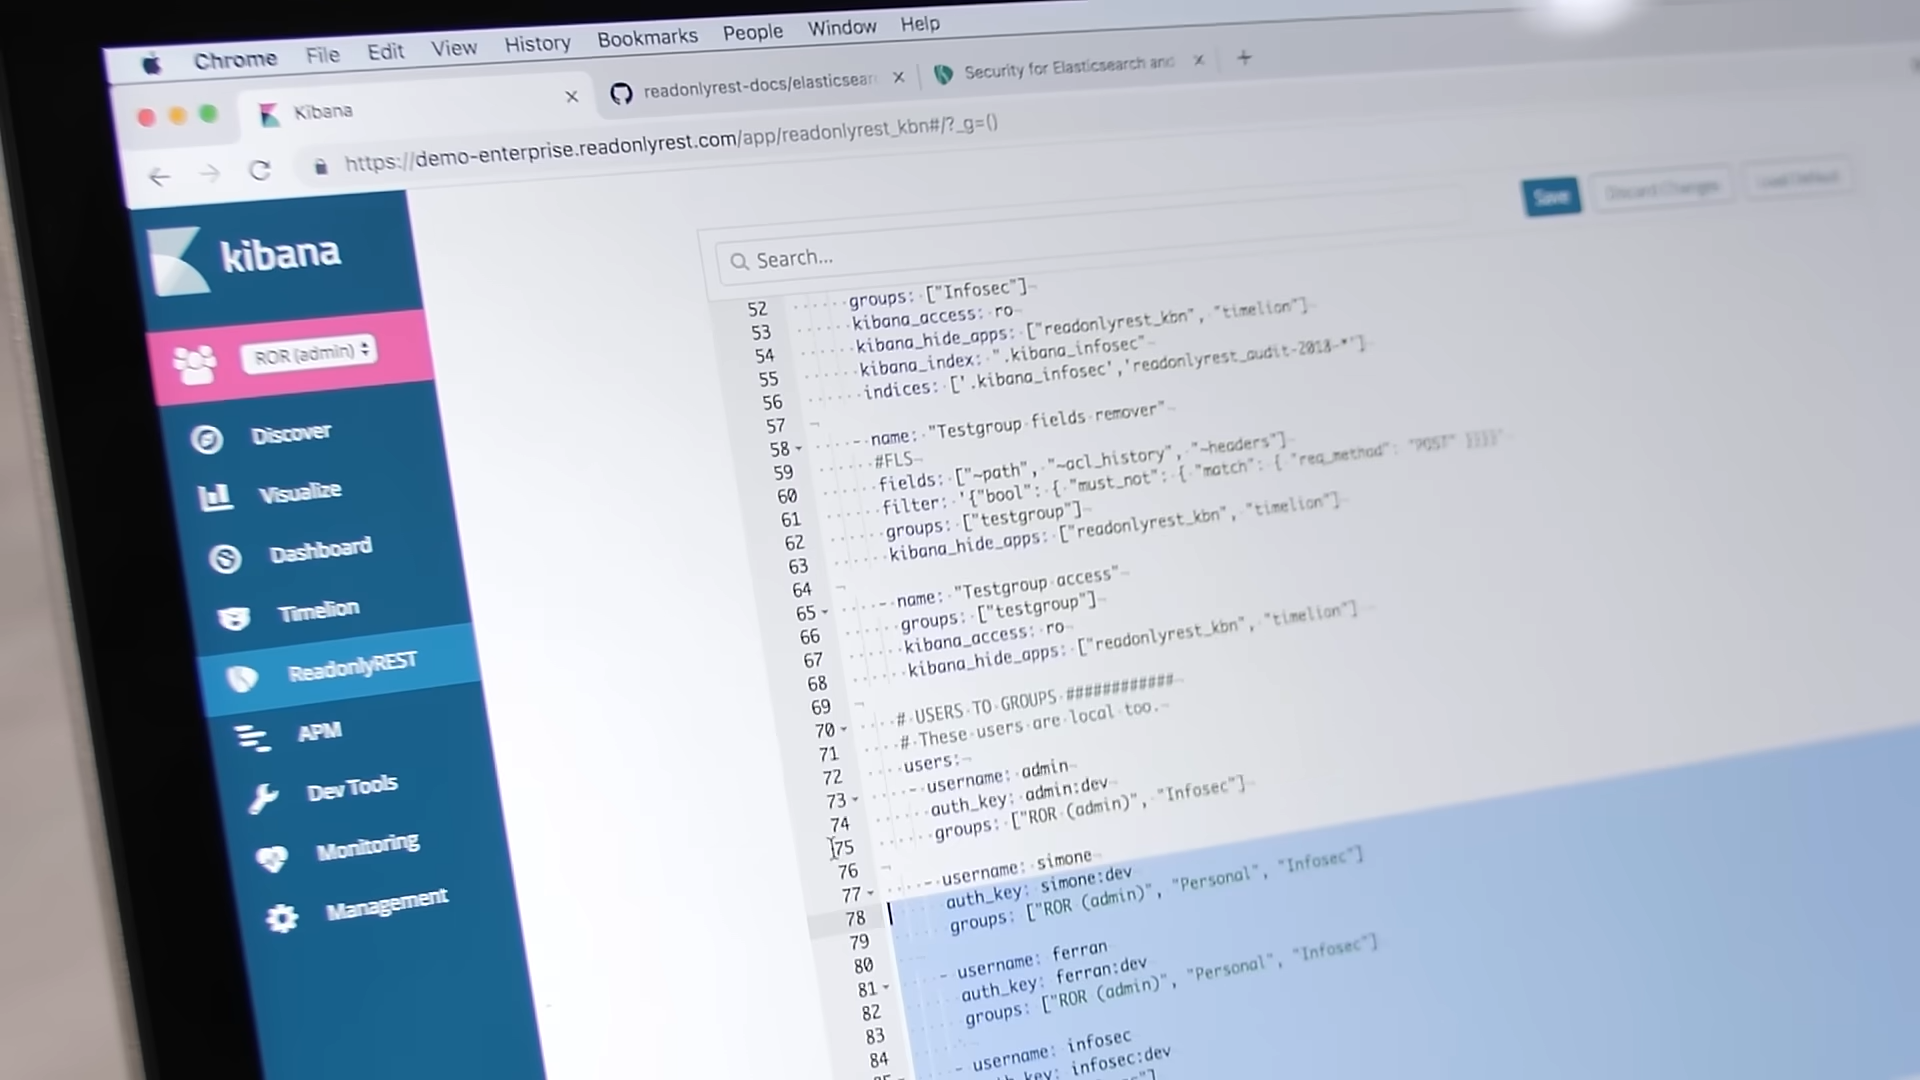 Chrome File Edit View History Bookmarks People Window Help
Kibana
readonlyrest-docs/elasticsear
Security for Elasticsearch and
https://demo-enterprise.readonlyrest.com/app/readonlyrest_kbn#/?_g=()
kibana
ROR (admin)
Discover
Visualize
Dashboard
Timelion
ReadonlyREST
APM
Dev Tools
Monitoring
Management
Save
Discard Changes
Load Default
Search...
52 groups: ["Infosec"]
53 kibana_access: ro
54 kibana_hide_apps: ["readonlyrest_kbn", "timelion"]
55 kibana_index: ".kibana_infosec"
56 indices: ['.kibana_infosec','readonlyrest_audit-2018-*']
57
58 - name: "Testgroup fields remover"
59 #FLS
60 fields: ["~path", "~acl_history", "~headers"]
61 filter: '{"bool": { "must_not": { "match": { "req_method": "POST" }}}}'
62 groups: ["testgroup"]
63 kibana_hide_apps: ["readonlyrest_kbn", "timelion"]
64
65 - name: "Testgroup access"
66 groups: ["testgroup"]
67 kibana_access: ro
68 kibana_hide_apps: ["readonlyrest_kbn", "timelion"]
69
70 # USERS TO GROUPS ############
71 # These users are local too.
72 users:
73 - username: admin
74 auth_key: admin:dev
75 groups: ["ROR (admin)", "Infosec"]
76
77 - username: simone
78 auth_key: simone:dev
79 groups: ["ROR (admin)", "Personal", "Infosec"]
80
81 - username: ferran
82 auth_key: ferran:dev
83 groups: ["ROR (admin)", "Personal", "Infosec"]
84
- username: infosec
auth_key: infosec:dev